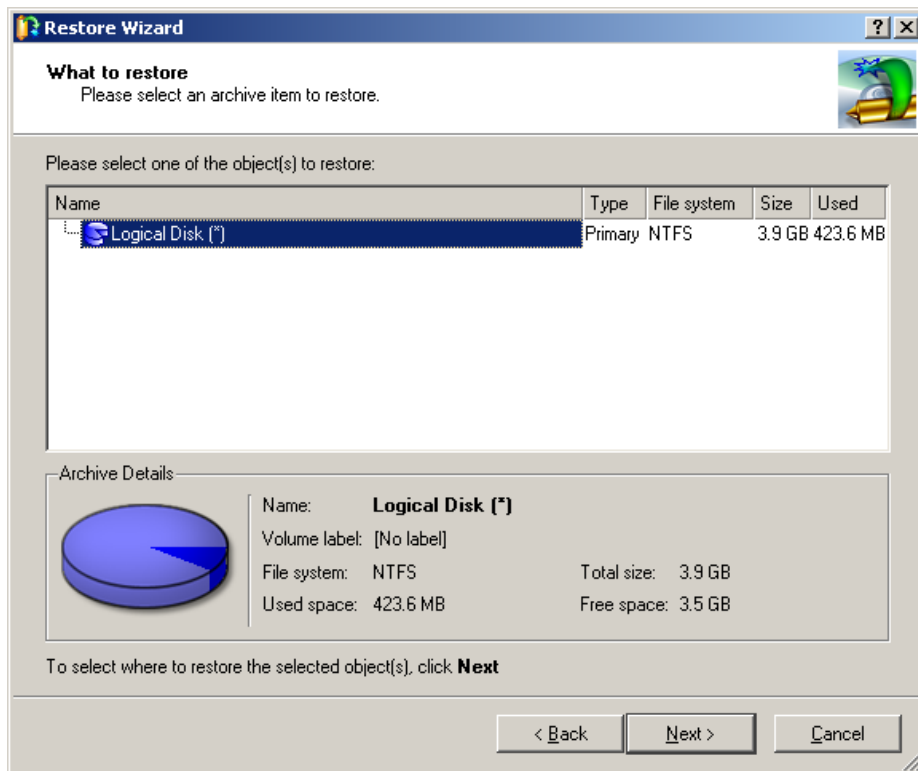 Restore Wizard
What to restore
Please select an archive item to restore.
Please select one of the object(s) to restore:
Name Type File system Size Used
Logical Disk (*) Primary NTFS 3.9 GB 423.6 MB
Archive Details
Name: Logical Disk (*)
Volume label: [No label]
File system: NTFS Total size: 3.9 GB
Used space: 423.6 MB Free space: 3.5 GB
To select where to restore the selected object(s), click Next
< Back Next > Cancel